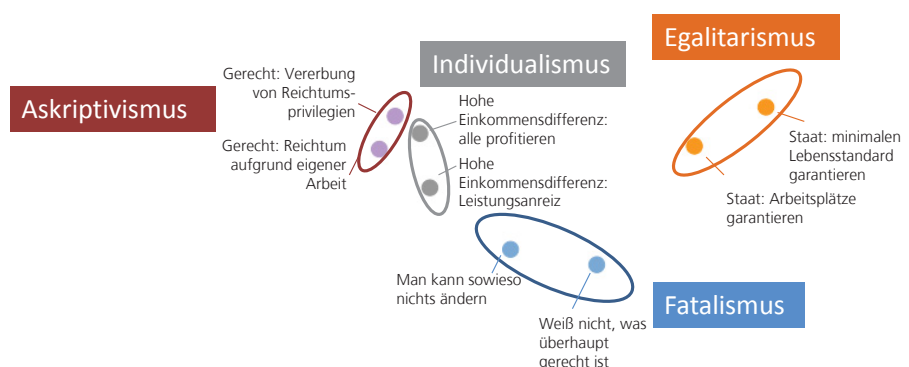 Egalitarismus
Individualismus
Askriptivismus
Gerecht: Vererbung
von Reichtums-
privilegien
Gerecht: Reichtum
aufgrund eigener
Arbeit
Hohe
Einkommensdifferenz:
alle profitieren
Hohe
Einkommensdifferenz:
Leistungsanreiz
Staat: minimalen
Lebensstandard
garantieren
Staat: Arbeitsplätze
garantieren
Man kann sowieso
nichts ändern
Fatalismus
Weiß nicht, was
überhaupt
gerecht ist